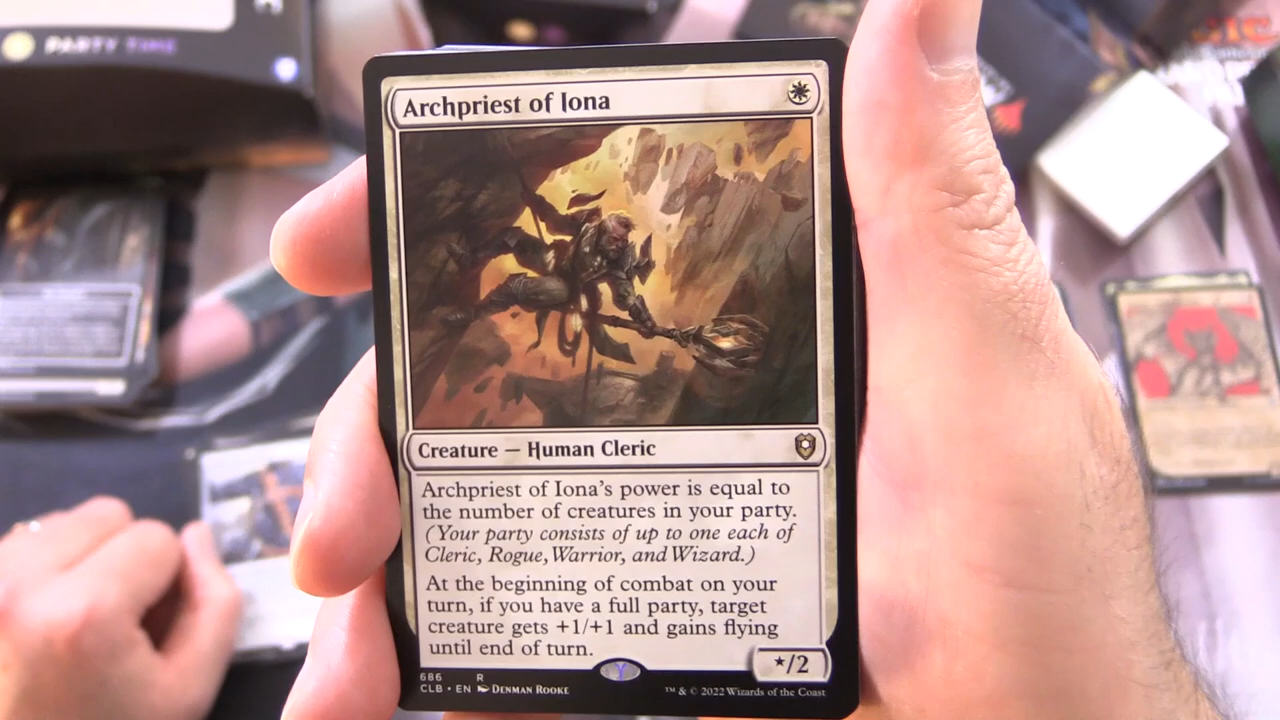 PARTY TIME
Archpriest of Iona
Creature — Human Cleric
Archpriest of Iona's power is equal to
the number of creatures in your party.
(Your party consists of up to one each of
Cleric, Rogue, Warrior, and Wizard.)
At the beginning of combat on your
turn, if you have a full party, target
creature gets +1/+1 and gains flying
until end of turn.
★/2
686 R
CLB • EN DENMAN ROOKE
™ & © 2022 Wizards of the Coast